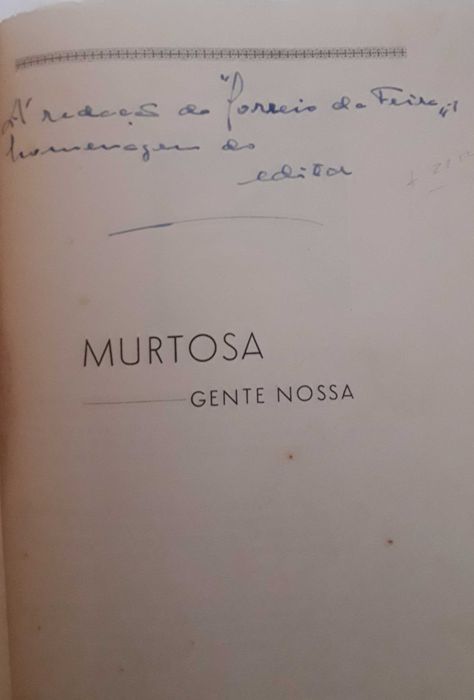 À redacção do "Correio da Feira",
homenagem do
editor
MURTOSA
GENTE NOSSA